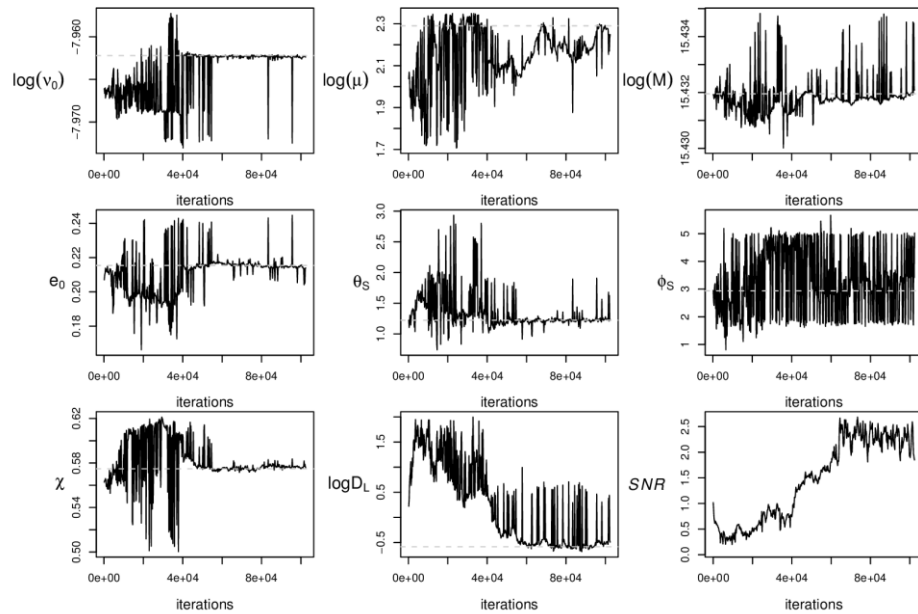 log(ν₀)
−7.960
−7.970
0e+00 4e+04 8e+04
iterations
log(μ)
2.3
2.1
1.9
1.7
0e+00 4e+04 8e+04
iterations
log(M)
15.434
15.432
15.430
0e+00 4e+04 8e+04
iterations
e₀
0.24
0.22
0.20
0.18
0e+00 4e+04 8e+04
iterations
θS
3.0
2.5
2.0
1.5
1.0
0e+00 4e+04 8e+04
iterations
ϕS
5
4
3
2
1
0e+00 4e+04 8e+04
iterations
χ
0.62
0.58
0.54
0.50
0e+00 4e+04 8e+04
iterations
logDL
1.5
0.5
−0.5
0e+00 4e+04 8e+04
iterations
SNR
2.5
2.0
1.5
1.0
0.5
0.0
0e+00 4e+04 8e+04
iterations